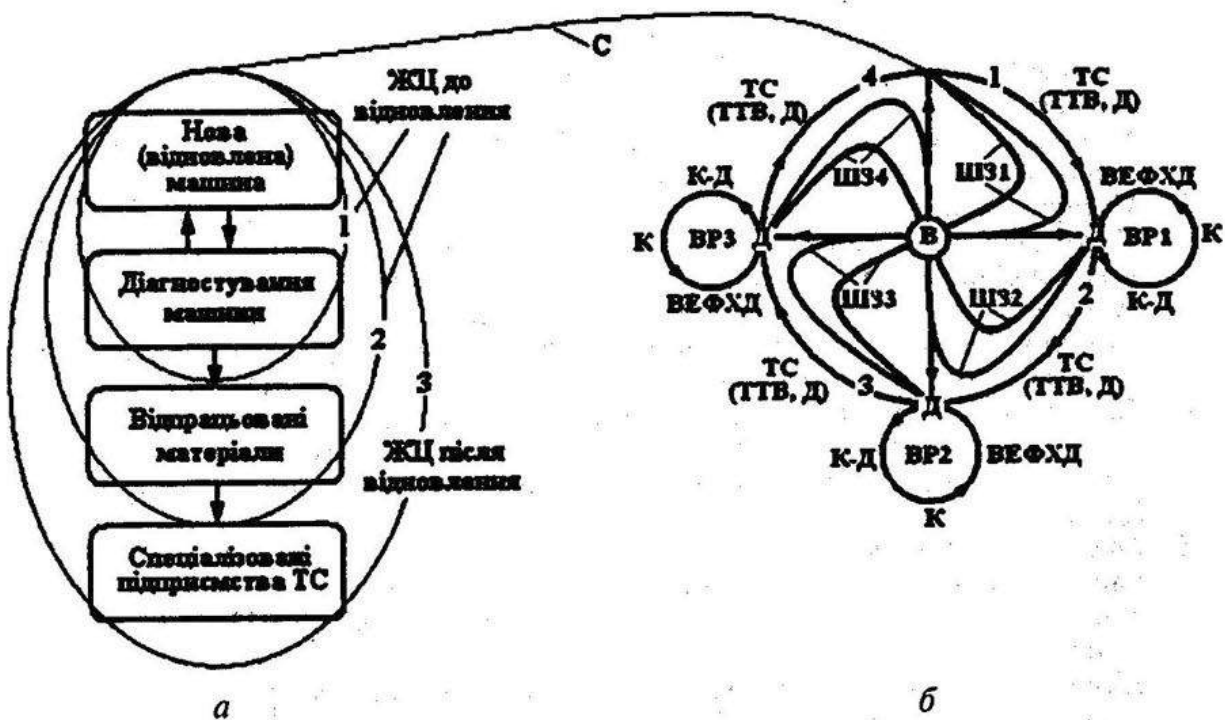 С
ЖЦ до
відновлення
Нова
(відновлена)
машина
1
Діагностування
машини
2
3
Відпрацьовані
матеріали
ЖЦ після
відновлення
Спеціалізовані
підприємства ТС
а
4
1
ТС
(ТТВ, Д)
ТС
(ТТВ, Д)
ШЗ4
ШЗ1
К-Д
ВЕФХД
К
ВР3
Д
В
Д
ВР1
К
ВЕФХД
ШЗ3
ШЗ2
2
К-Д
ТС
(ТТВ, Д)
3
ТС
(ТТВ, Д)
Д
К-Д
ВР2
ВЕФХД
К
б